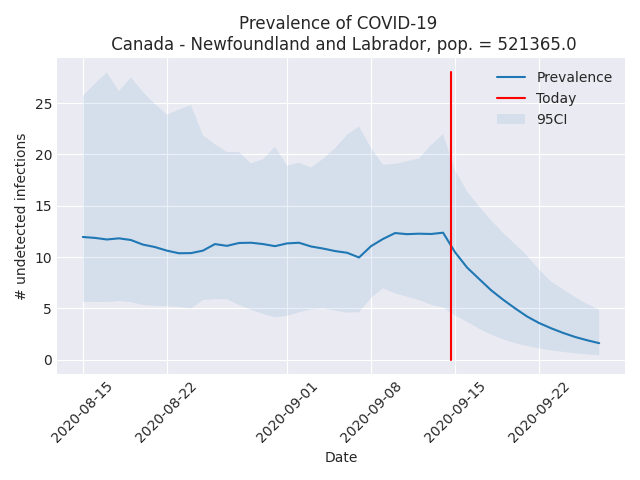 Prevalence of COVID-19
Canada - Newfoundland and Labrador, pop. = 521365.0
Prevalence
Today
95CI
# undetected infections
25
20
15
10
5
0
2020-08-15
2020-08-22
2020-09-01
2020-09-08
2020-09-15
2020-09-22
Date